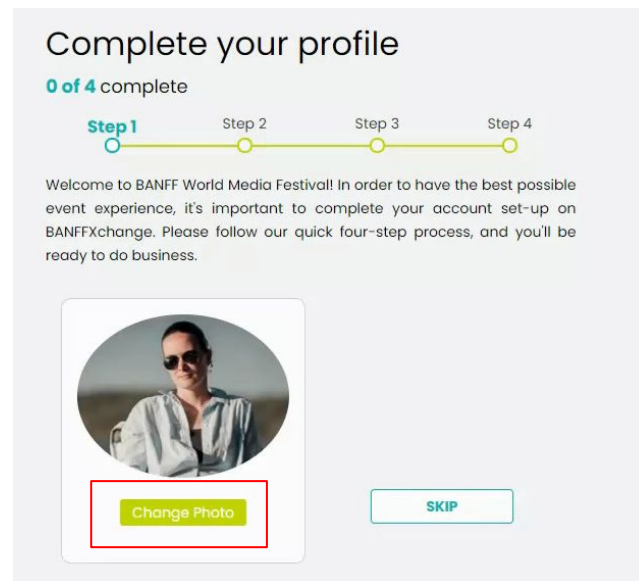 Complete your profile
0 of 4 complete
Step 1 Step 2 Step 3 Step 4
Welcome to BANFF World Media Festival! In order to have the best possible
event experience, it's important to complete your account set-up on
BANFFXchange. Please follow our quick four-step process, and you'll be
ready to do business.
Change Photo
SKIP